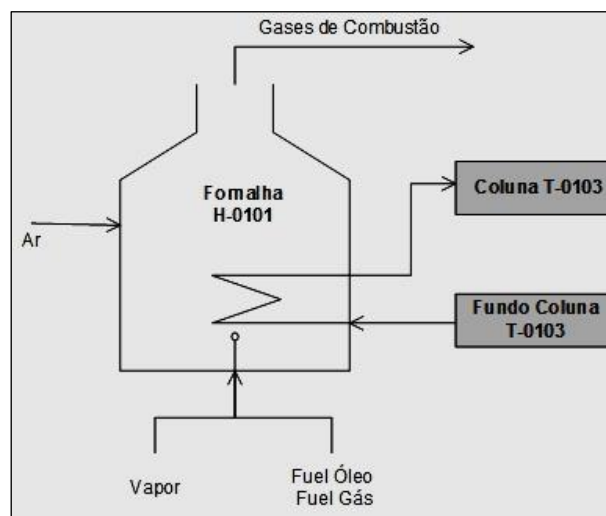 Gases de Combustão
Fornalha
H-0101
Coluna T-0103
Ar
Fundo Coluna
T-0103
Vapor
Fuel Óleo
Fuel Gás